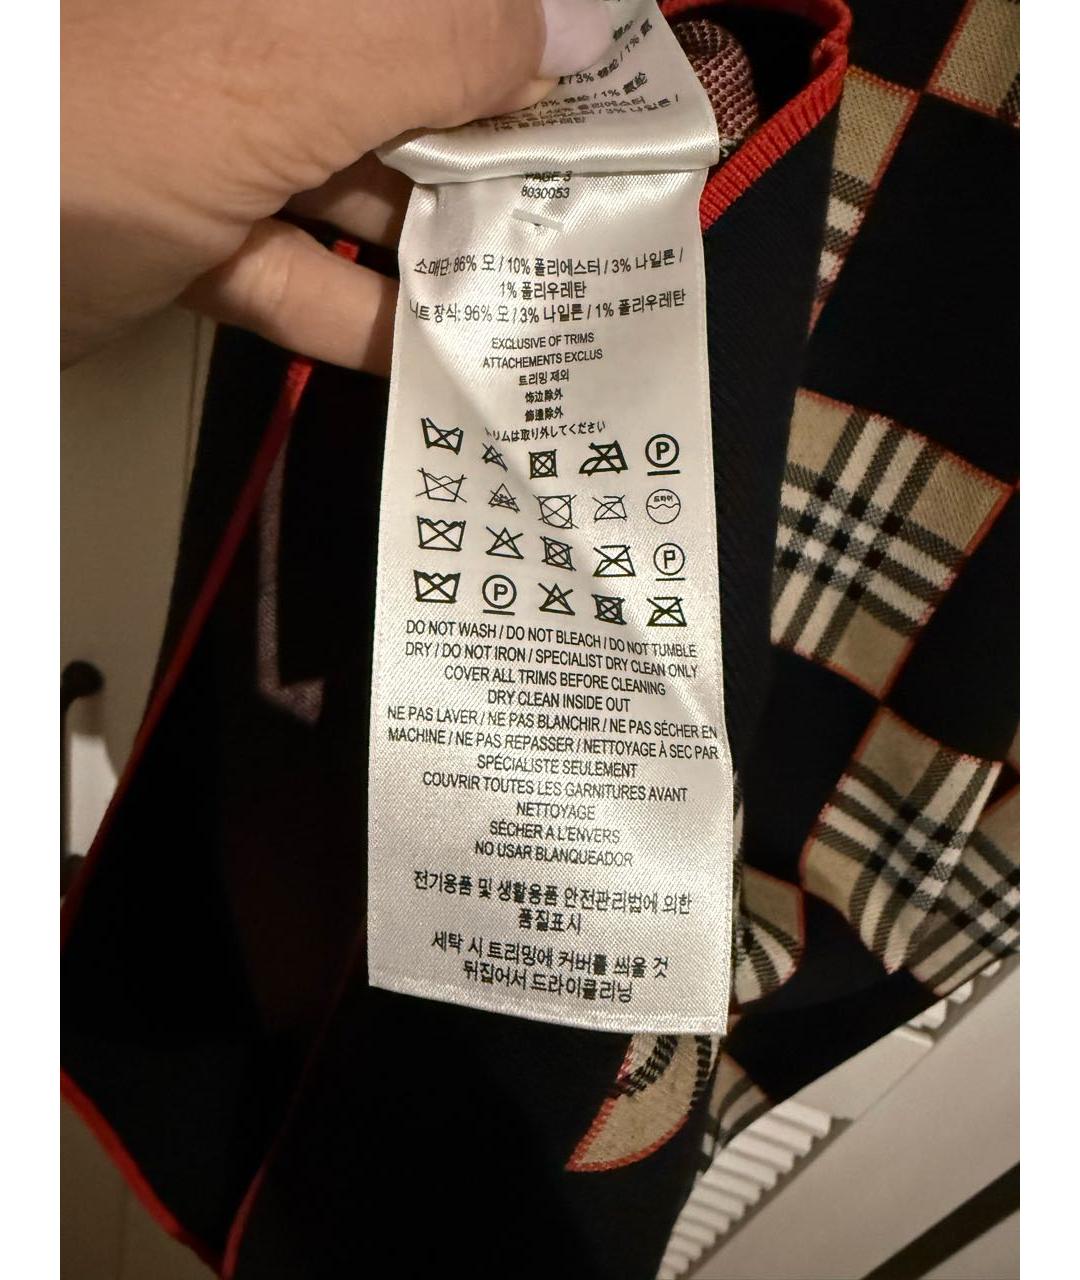 / 3% 나일론 /
PAGE 3
8030053
소매단: 86% 모 / 10% 폴리에스터 / 3% 나일론 /
1% 폴리우레탄
니트 장식: 96% 모 / 3% 나일론 / 1% 폴리우레탄
EXCLUSIVE OF TRIMS
ATTACHEMENTS EXCLUS
트리밍 제외
饰边除外
飾邊除外
トリムは取り外してください
P
드라이
P
P
DO NOT WASH / DO NOT BLEACH / DO NOT TUMBLE
DRY / DO NOT IRON / SPECIALIST DRY CLEAN ONLY
COVER ALL TRIMS BEFORE CLEANING
DRY CLEAN INSIDE OUT
NE PAS LAVER / NE PAS BLANCHIR / NE PAS SÉCHER EN
MACHINE / NE PAS REPASSER / NETTOYAGE À SEC PAR
SPÉCIALISTE SEULEMENT
COUVRIR TOUTES LES GARNITURES AVANT
NETTOYAGE
SÉCHER A L'ENVERS
NO USAR BLANQUEADOR
전기용품 및 생활용품 안전관리법에 의한
품질표시
세탁 시 트리밍에 커버를 씌울 것
뒤집어서 드라이클리닝